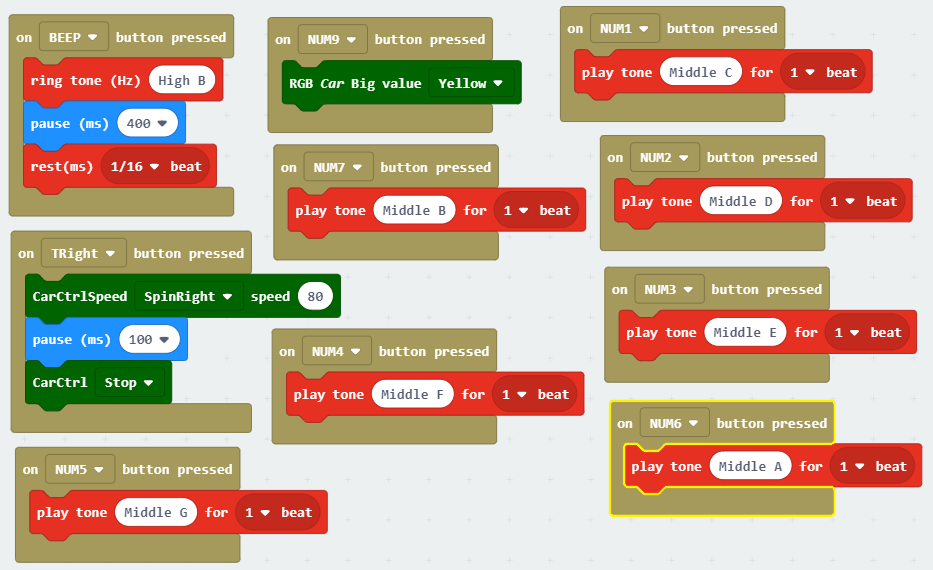 on BEEP button pressed
ring tone (Hz) High B
pause (ms) 400
rest(ms) 1/16 beat
on TRight button pressed
CarCtrlSpeed SpinRight speed 80
pause (ms) 100
CarCtrl Stop
on NUM5 button pressed
play tone Middle G for 1 beat
on NUM9 button pressed
RGB Car Big value Yellow
on NUM7 button pressed
play tone Middle B for 1 beat
on NUM4 button pressed
play tone Middle F for 1 beat
on NUM1 button pressed
play tone Middle C for 1 beat
on NUM2 button pressed
play tone Middle D for 1 beat
on NUM3 button pressed
play tone Middle E for 1 beat
on NUM6 button pressed
play tone Middle A for 1 beat